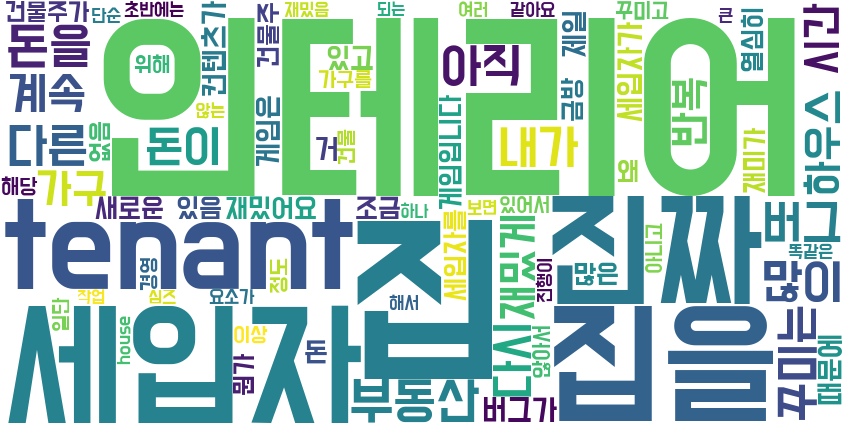 건물주가 단순 초반에는 컨텐츠가 건물주 재밌음 되는 여러 같아요 꾸미고 큰
돈을 위해 있고 아직 제일 세입자가 열심히 시간
계속 않는 가구를 금방 반복
인테리어
다른 없음 돈이 게임은 거 건물 게임입니다 내가 왜 재미가 하우스
해당 가구 새로운 있음 재밌어요 조금 하나 세입자를 보면 있어서
tenant 집 진짜 버그
경영 정도 재밌게 진행이 많은 아니고 똑같은 많이
작업 심즈 요소가 해서
세입자 다시 집을 꾸미는
일단 house 이상 돈 뭔가 않아서 때문에
부동산 버그가